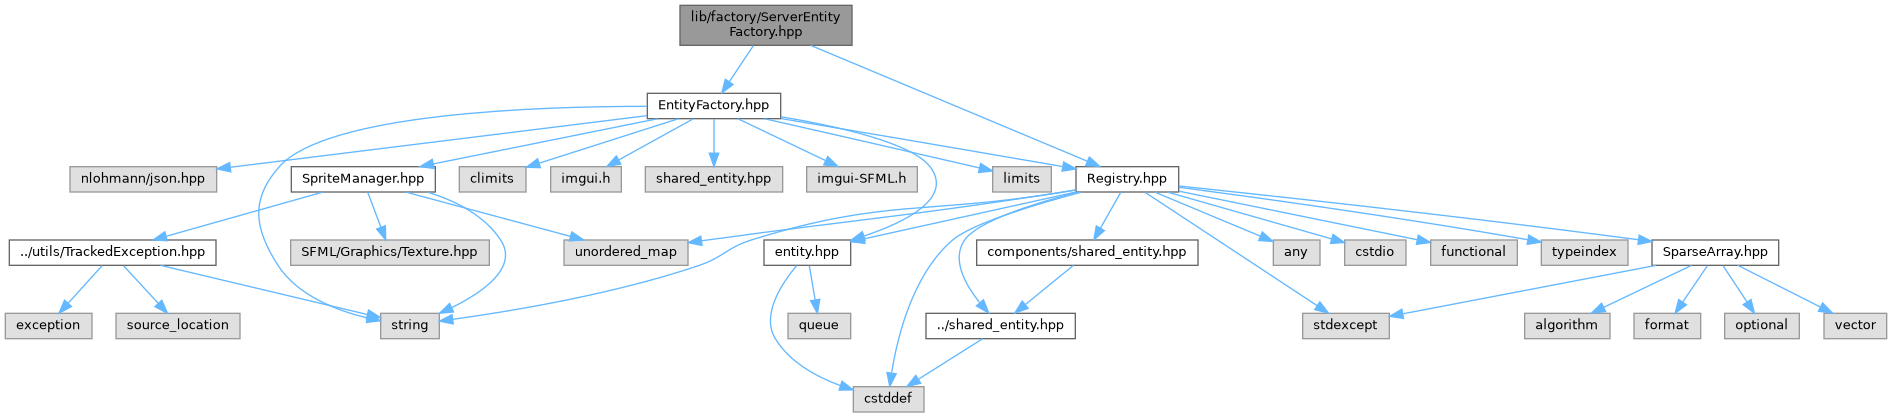 lib/factory/ServerEntity
Factory.hpp
EntityFactory.hpp
nlohmann/json.hpp
SpriteManager.hpp
climits
imgui.h
shared_entity.hpp
imgui-SFML.h
limits
Registry.hpp
../utils/TrackedException.hpp
SFML/Graphics/Texture.hpp
unordered_map
entity.hpp
components/shared_entity.hpp
any
cstdio
functional
typeindex
SparseArray.hpp
exception
source_location
string
queue
../shared_entity.hpp
stdexcept
algorithm
format
optional
vector
cstddef